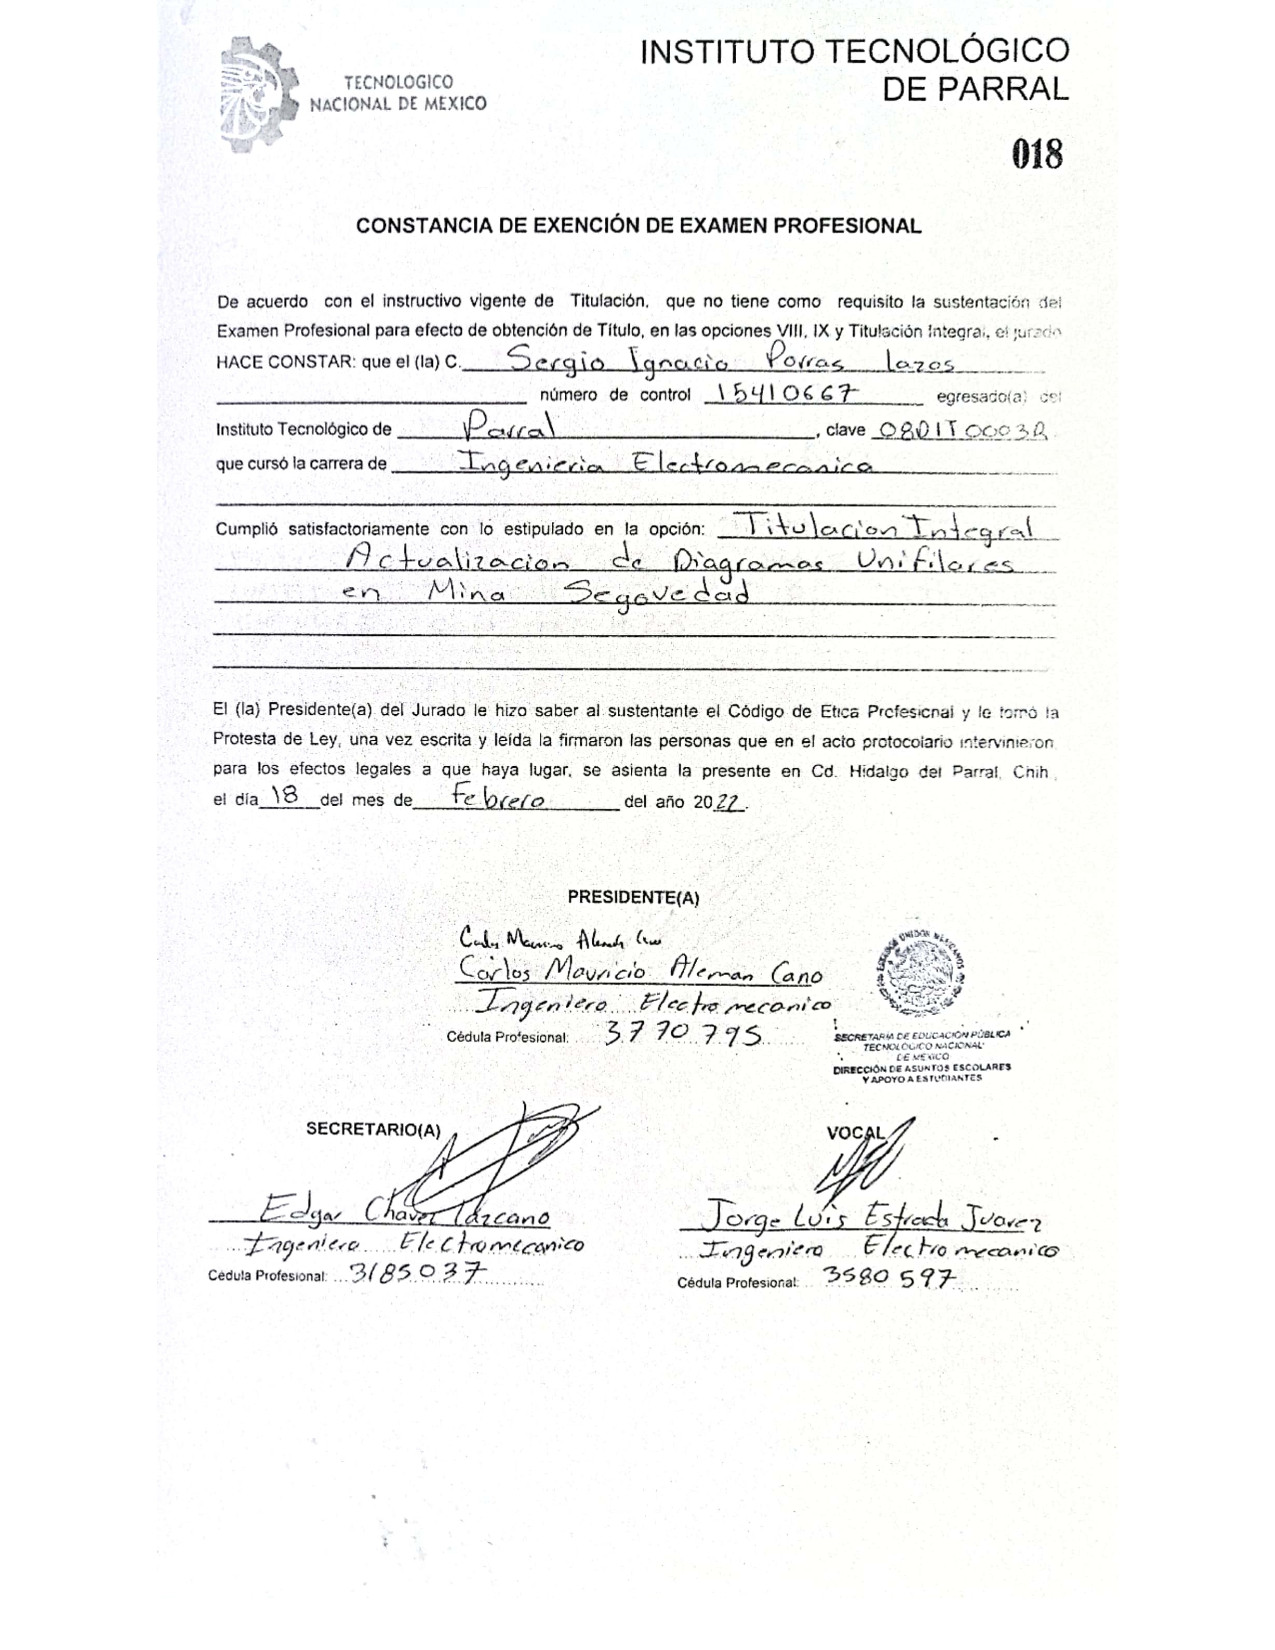 TECNOLOGICO
NACIONAL DE MEXICO
INSTITUTO TECNOLÓGICO
DE PARRAL
018
CONSTANCIA DE EXENCIÓN DE EXAMEN PROFESIONAL
De acuerdo con el instructivo vigente de Titulación, que no tiene como requisito la sustentación del
Examen Profesional para efecto de obtención de Título, en las opciones VIII, IX y Titulación Integral, el jurado
HACE CONSTAR: que el (la) C. Sergio Ignacio Porras Lazos
número de control 15410667 egresado(a) del
Instituto Tecnológico de Parral, clave
que cursó la carrera de Ingenieria Electromecanica
Cumplió satisfactoriamente con lo estipulado en la opción: Titulacion Integral
Actualizacion de Diagramas Unifilares
en Mina Segovedad
El (la) Presidente(a) del Jurado le hizo saber al sustentante el Código de Etica Profesional y le tomó la
Protesta de Ley, una vez escrita y leída la firmaron las personas que en el acto protocolario intervinieron
para los efectos legales a que haya lugar, se asienta la presente en Cd. Hidalgo del Parral, Chih.
el día 18 del mes de Febrero del año 2022.
PRESIDENTE(A)
Carlos Mauricio Aleman Cano
Ingeniero Electromecanico
Cédula Profesional: 3770795
UNIDOS MEXICANOS
SECRETARIA DE EDUCACIÓN PÚBLICA
TECNOLOGICO NACIONAL
DE MEXICO
DIRECCIÓN DE ASUNTOS ESCOLARES
Y APOYO A ESTUDIANTES
SECRETARIO(A)
Edgar Chavez Lazcano
Ingeniero Electromecanico
Cédula Profesional: 3185037
VOCAL
Jorge Luis Estrada Juarez
Ingeniero Electromecanico
Cédula Profesional: 3580597